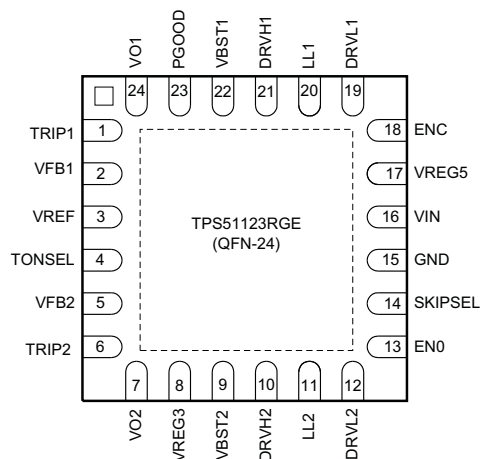 VO1
PGOOD
VBST1
DRVH1
LL1
DRVL1
24
23
22
21
20
19
TRIP1 1
VFB1 2
VREF 3
TONSEL 4
VFB2 5
TRIP2 6
TPS51123RGE
(QFN-24)
18 ENC
17 VREG5
16 VIN
15 GND
14 SKIPSEL
13 EN0
7
8
9
10
11
12
VO2
VREG3
VBST2
DRVH2
LL2
DRVL2